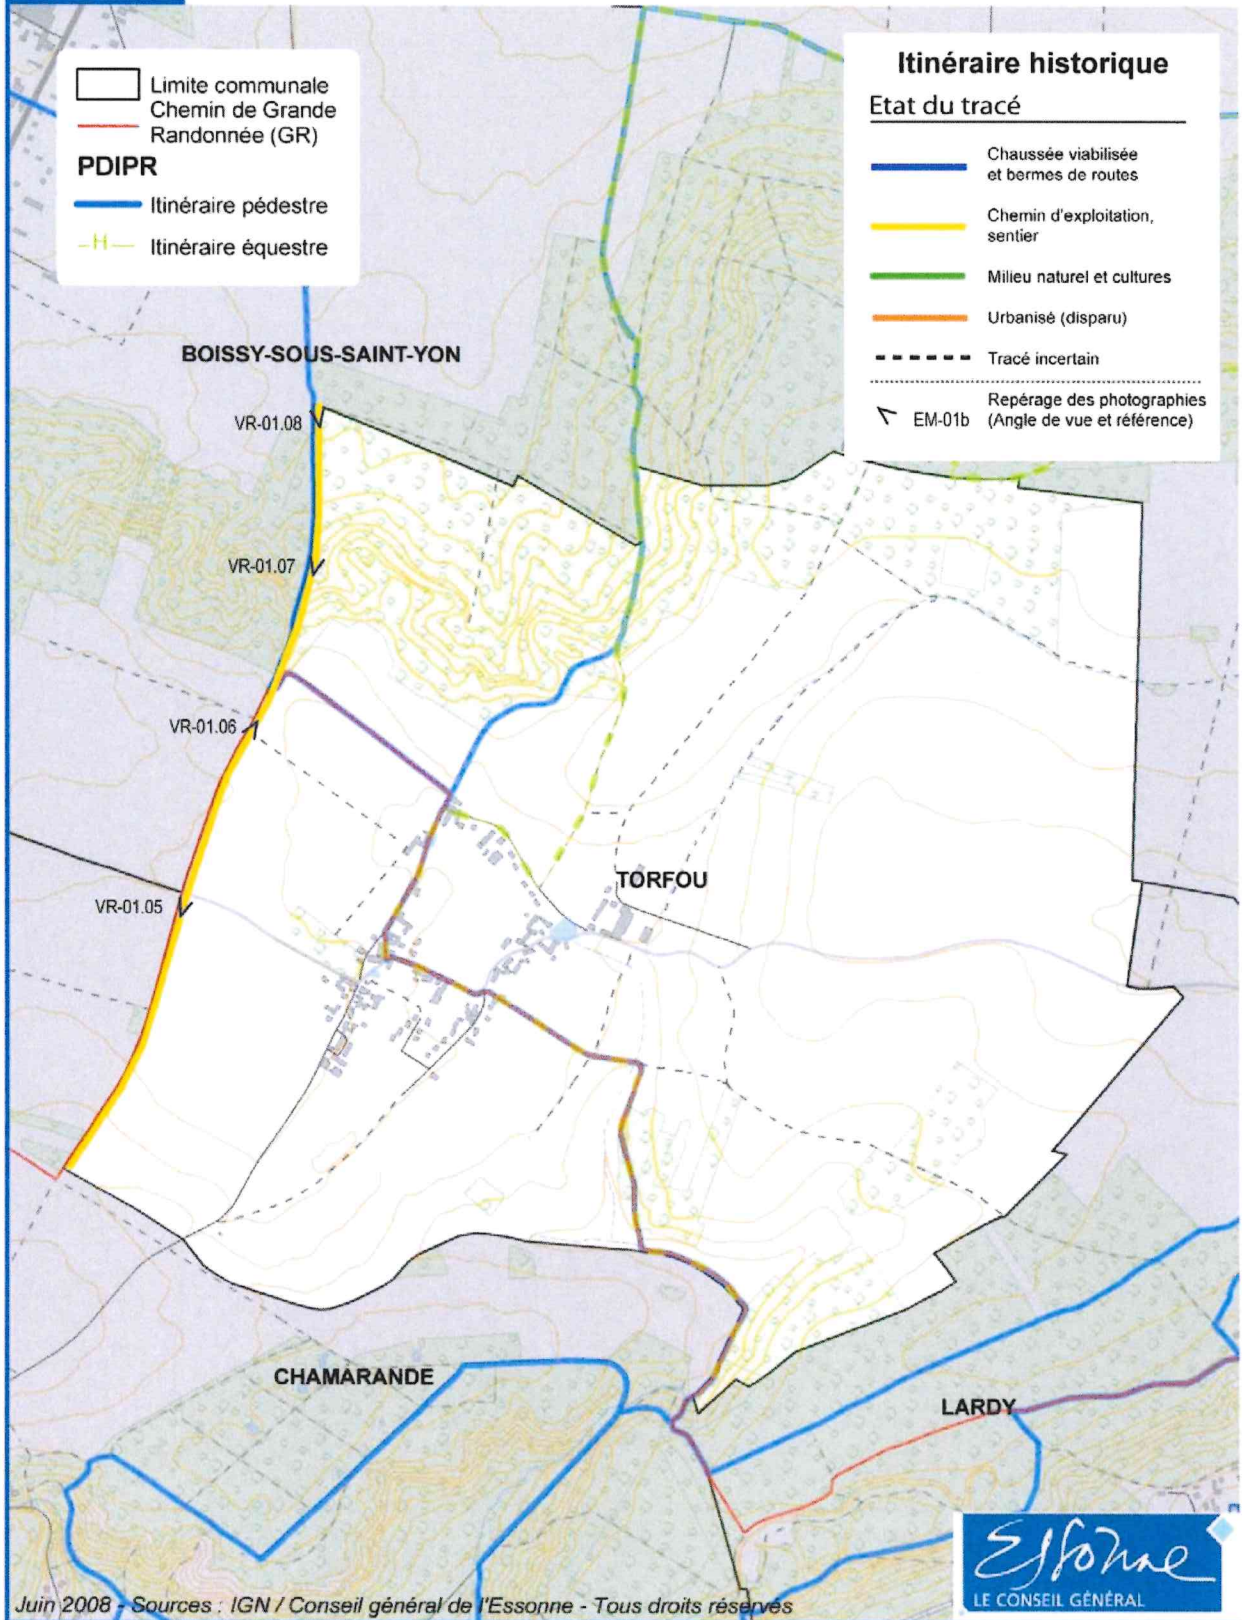 Limite communale
Chemin de Grande
Randonnée (GR)
PDIPR
Itinéraire pédestre
H Itinéraire équestre
Itinéraire historique
Etat du tracé
Chaussée viabilisée
et bermes de routes
Chemin d'exploitation,
sentier
Milieu naturel et cultures
Urbanisé (disparu)
Tracé incertain
Repérage des photographies
EM-01b (Angle de vue et référence)
BOISSY-SOUS-SAINT-YON
VR-01.08
VR-01.07
VR-01.06
TORFOU
VR-01.05
CHAMARANDE
LARDY
Essonne
LE CONSEIL GÉNÉRAL
Juin 2008 - Sources : IGN / Conseil général de l'Essonne - Tous droits réservés